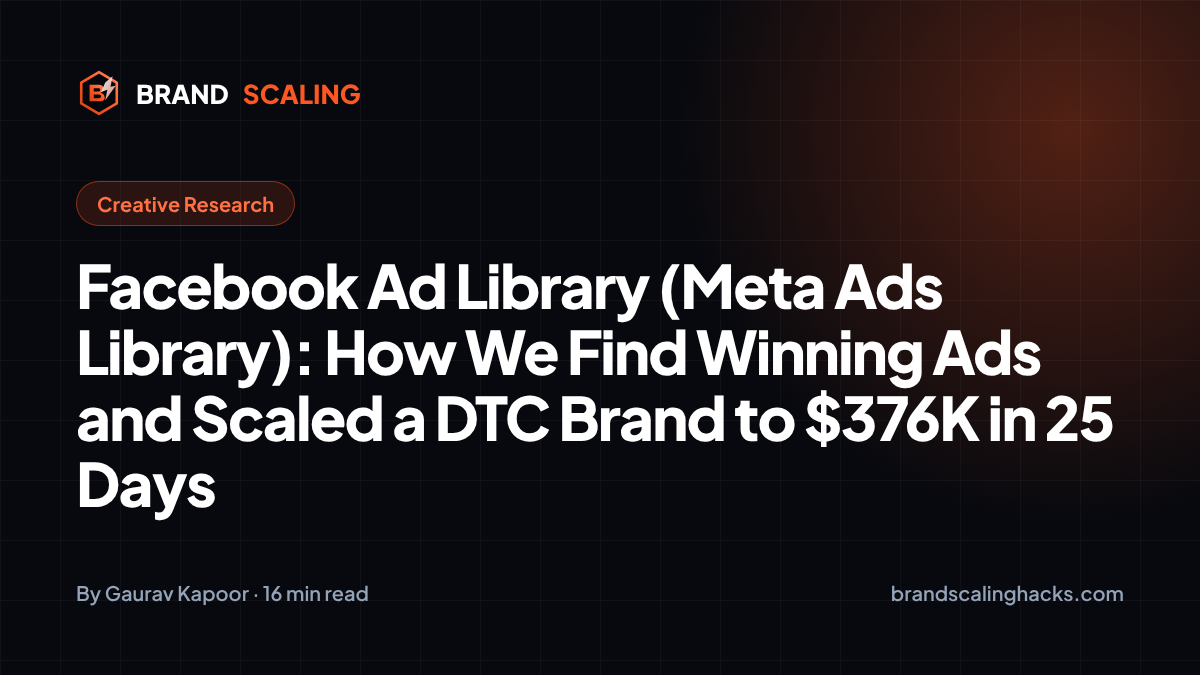 B
BRAND SCALING
Creative Research
Facebook Ad Library (Meta Ads
Library): How We Find Winning Ads
and Scaled a DTC Brand to $376K in 25
Days
By Gaurav Kapoor · 16 min read
brandscalinghacks.com